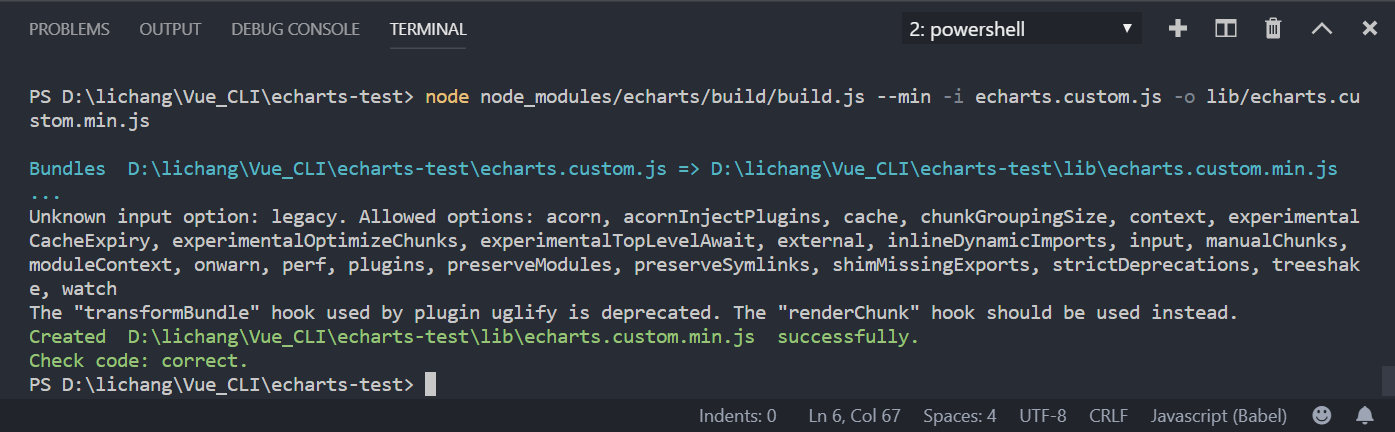 PROBLEMS OUTPUT DEBUG CONSOLE TERMINAL 2: powershell
PS D:\lichang\Vue_CLI\echarts-test> node node_modules/echarts/build/build.js --min -i echarts.custom.js -o lib/echarts.cu
stom.min.js
Bundles  D:\lichang\Vue_CLI\echarts-test\echarts.custom.js => D:\lichang\Vue_CLI\echarts-test\lib\echarts.custom.min.js
...
Unknown input option: legacy. Allowed options: acorn, acornInjectPlugins, cache, chunkGroupingSize, context, experimental
CacheExpiry, experimentalOptimizeChunks, experimentalTopLevelAwait, external, inlineDynamicImports, input, manualChunks,
moduleContext, onwarn, perf, plugins, preserveModules, preserveSymlinks, shimMissingExports, strictDeprecations, treeshak
e, watch
The "transformBundle" hook used by plugin uglify is deprecated. The "renderChunk" hook should be used instead.
Created  D:\lichang\Vue_CLI\echarts-test\lib\echarts.custom.min.js  successfully.
Check code: correct.
PS D:\lichang\Vue_CLI\echarts-test>
Indents: 0 Ln 6, Col 67 Spaces: 4 UTF-8 CRLF Javascript (Babel)